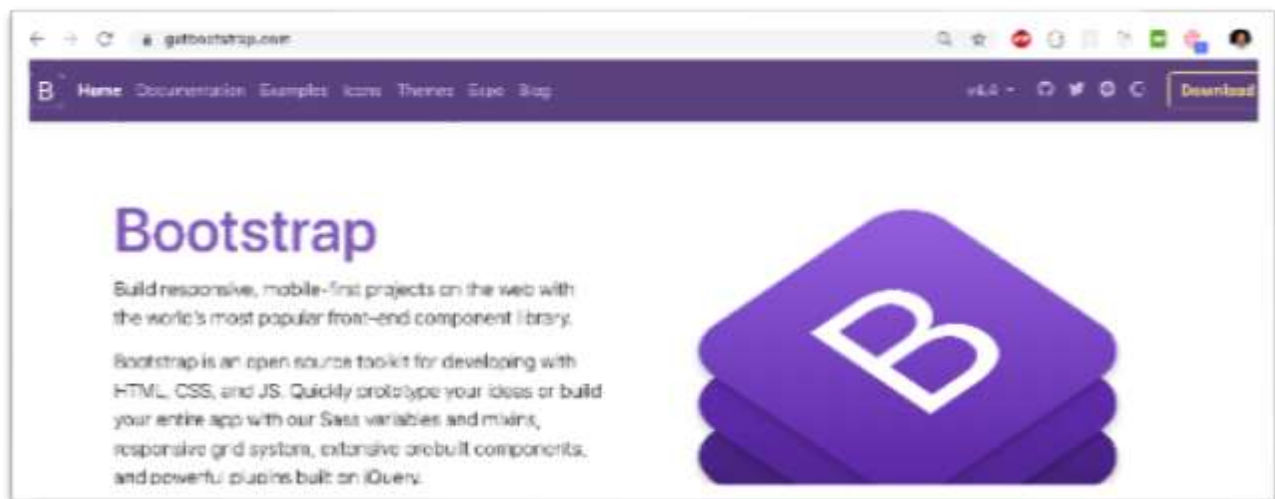 getbootstrap.com
B Home Documentation Examples Icons Themes Expo Blog v4.4 Download
Bootstrap
Build responsive, mobile-first projects on the web with
the world's most popular front-end component library.
Bootstrap is an open source toolkit for developing with
HTML, CSS, and JS. Quickly prototype your ideas or build
your entire app with our Sass variables and mixins,
responsive grid system, extensive prebuilt components,
and powerful plugins built on jQuery.
B